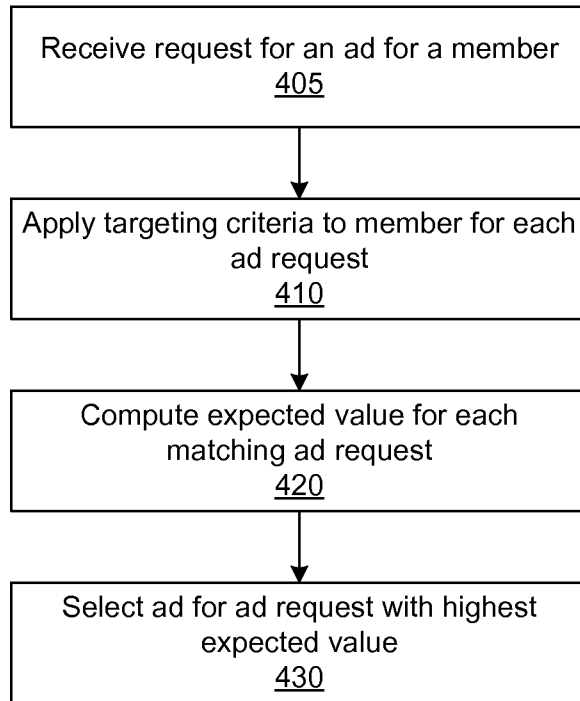 Receive request for an ad for a member
405
Apply targeting criteria to member for each
ad request
410
Compute expected value for each
matching ad request
420
Select ad for ad request with highest
expected value
430